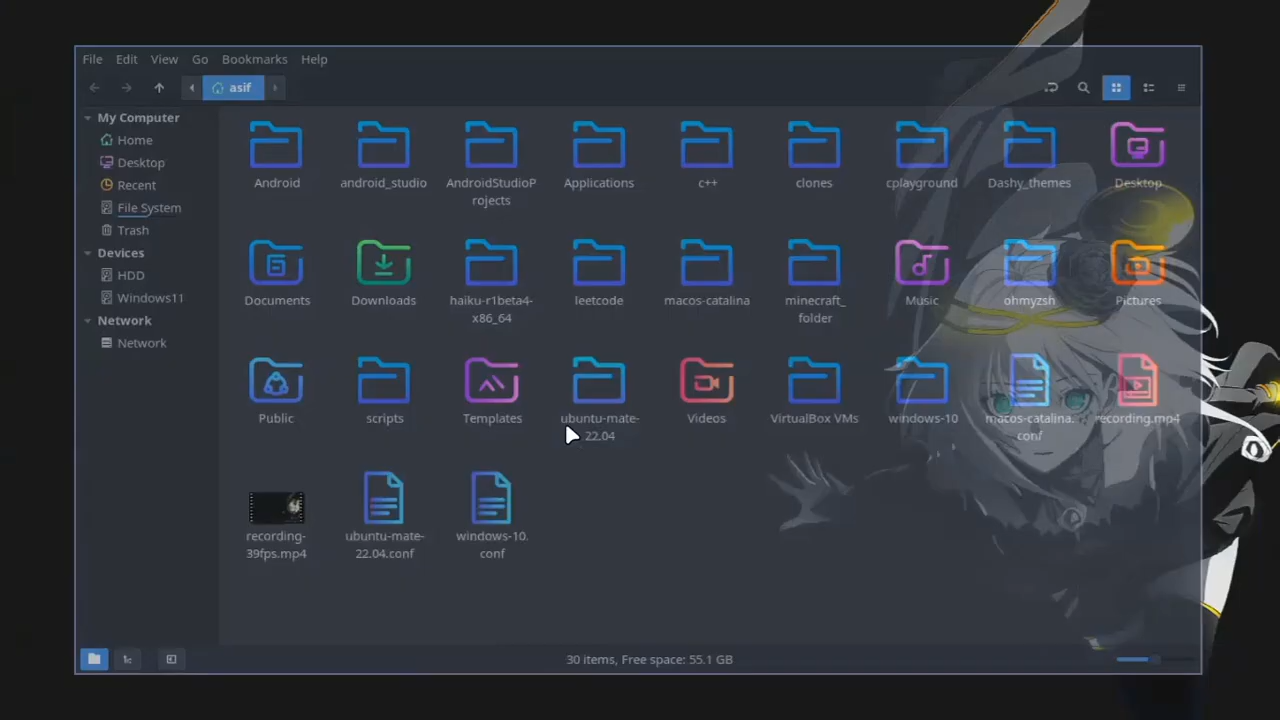 File Edit View Go Bookmarks Help
asif
My Computer
Home
Desktop
Recent
File System
Trash
Devices
HDD
Windows11
Network
Network
Android android_studio AndroidStudioP Applications c++ clones cplayground Dashy_themes Desktop
rojects
Documents Downloads haiku-r1beta4- leetcode macos-catalina minecraft_ Music ohmyzsh Pictures
x86_64 folder
Public scripts Templates ubuntu-mate- Videos VirtualBox VMs windows-10 macos-catalina. recording.mp4
22.04 conf
recording- ubuntu-mate- windows-10.
39fps.mp4 22.04.conf conf
30 items, Free space: 55.1 GB